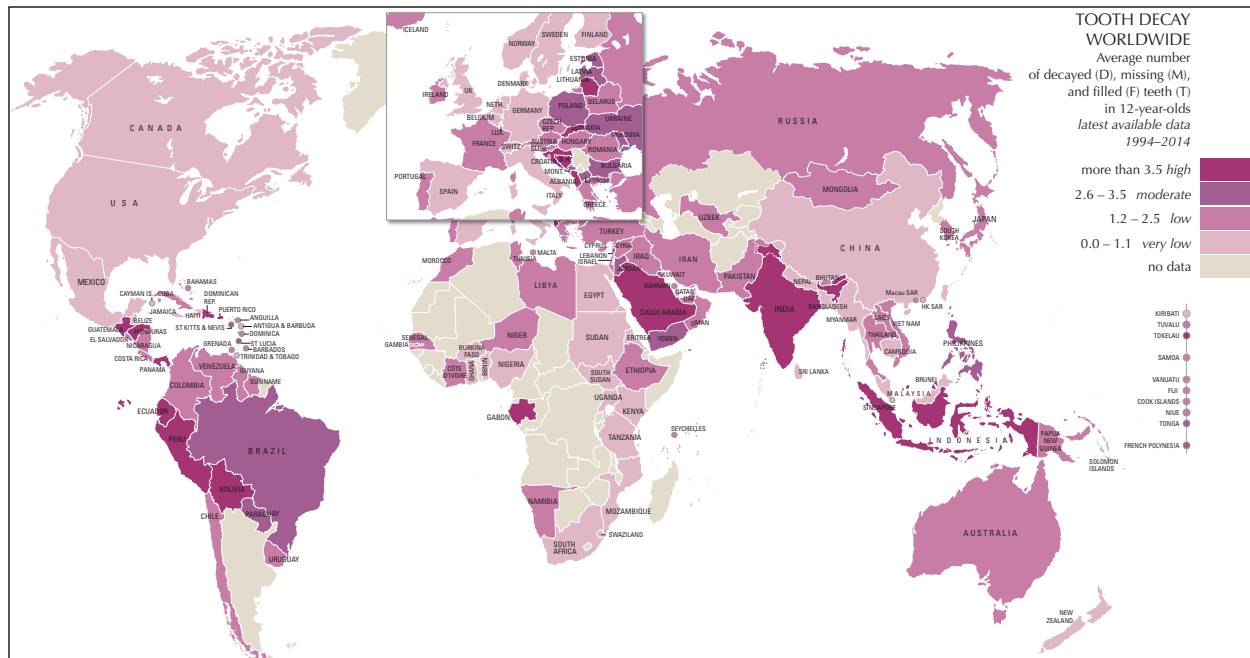 TOOTH DECAY
WORLDWIDE
Average number
of decayed (D), missing (M),
and filled (F) teeth (T)
in 12-year-olds
latest available data
1994–2014
more than 3.5 high
2.6 – 3.5 moderate
1.2 – 2.5 low
0.0 – 1.1 very low
no data
ICELAND
NORWAY
SWEDEN
FINLAND
ESTONIA
LATVIA
LITHUANIA
DENMARK
IRELAND
UK
NETH.
BELGIUM
GERMANY
POLAND
BELARUS
LUX.
CZECH
REP.
SLOVAKIA
UKRAINE
MOLDOVA
FRANCE
SWITZ.
AUSTRIA
HUNGARY
ROMANIA
CROATIA
BULGARIA
MONT.
ALBANIA
PORTUGAL
SPAIN
ITALY
GREECE
CANADA
USA
MEXICO
BAHAMAS
CAYMAN IS.
CUBA
DOMINICAN
REP.
JAMAICA
HAITI
PUERTO RICO
ANGUILLA
ANTIGUA & BARBUDA
ST KITTS & NEVIS
DOMINICA
ST LUCIA
BARBADOS
GRENADA
TRINIDAD & TOBAGO
BELIZE
GUATEMALA
HONDURAS
EL SALVADOR
NICARAGUA
COSTA RICA
PANAMA
VENEZUELA
GUYANA
SURINAME
COLOMBIA
ECUADOR
PERU
BRAZIL
BOLIVIA
PARAGUAY
CHILE
URUGUAY
RUSSIA
MONGOLIA
UZBEK.
CHINA
SOUTH
KOREA
JAPAN
TURKEY
CYPRUS
SYRIA
LEBANON
ISRAEL
JORDAN
IRAQ
IRAN
KUWAIT
BAHRAIN
QATAR
UAE
SAUDI ARABIA
OMAN
YEMEN
PAKISTAN
NEPAL
BHUTAN
BANGLADESH
INDIA
SRI LANKA
MYANMAR
LAOS
THAILAND
VIET NAM
CAMBODIA
Macau SAR
HK SAR
PHILIPPINES
BRUNEI
MALAYSIA
SINGAPORE
INDONESIA
PAPUA
NEW
GUINEA
SOLOMON
ISLANDS
AUSTRALIA
NEW
ZEALAND
MALTA
MOROCCO
TUNISIA
LIBYA
EGYPT
SENEGAL
GAMBIA
NIGER
SUDAN
ERITREA
BURKINA
FASO
CÔTE
D'IVOIRE
GHANA
BENIN
NIGERIA
SOUTH
SUDAN
ETHIOPIA
GABON
UGANDA
KENYA
TANZANIA
SEYCHELLES
NAMIBIA
MOZAMBIQUE
SWAZILAND
SOUTH
AFRICA
KIRIBATI
TUVALU
TOKELAU
SAMOA
VANUATU
FIJI
COOK ISLANDS
NIUE
TONGA
FRENCH POLYNESIA